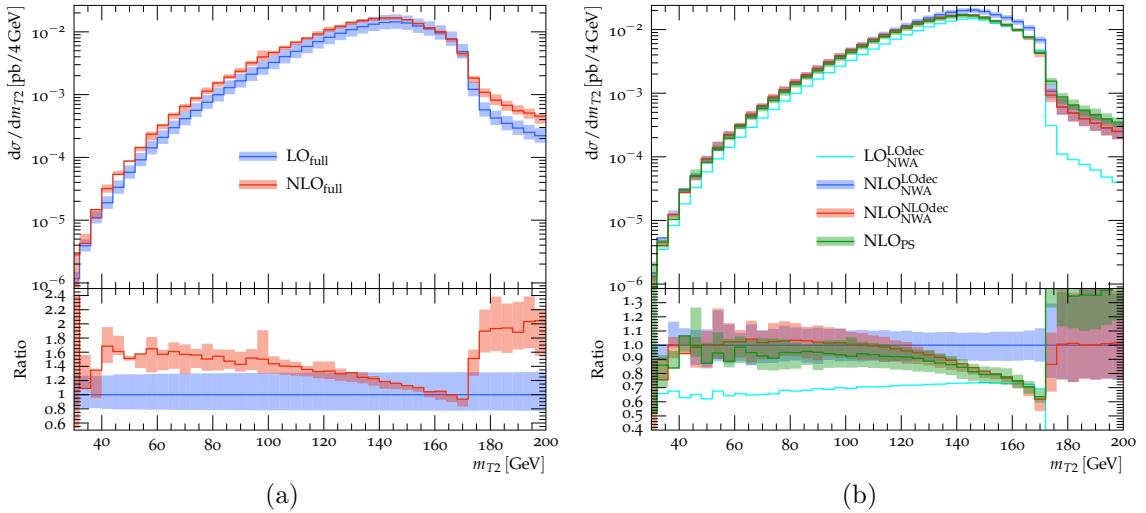 dσ / dm_T2 [pb / 4 GeV]
10^−2
10^−3
10^−4
10^−5
10^−6
LO_full
NLO_full
Ratio
2.4
2.2
2
1.8
1.6
1.4
1.2
1
0.8
0.6
40 60 80 100 120 140 160 180 200
m_T2 [GeV]
(a)
dσ / dm_T2 [pb / 4 GeV]
10^−2
10^−3
10^−4
10^−5
10^−6
LO_NWA^LOdec
NLO_NWA^LOdec
NLO_NWA^NLOdec
NLO_PS
Ratio
1.3
1.2
1.1
1.0
0.9
0.8
0.7
0.6
0.5
0.4
40 60 80 100 120 140 160 180 200
m_T2 [GeV]
(b)